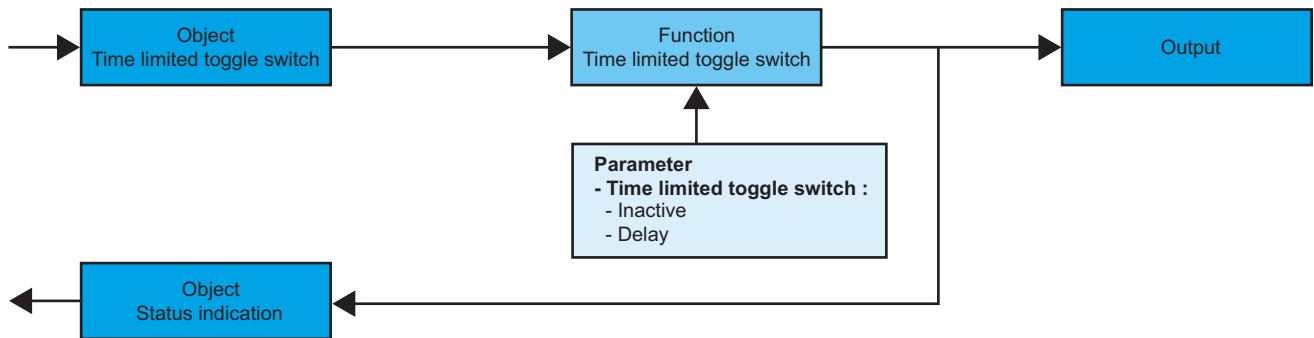 Object
Time limited toggle switch
Function
Time limited toggle switch
Output
Parameter
- Time limited toggle switch :
- Inactive
- Delay
Object
Status indication